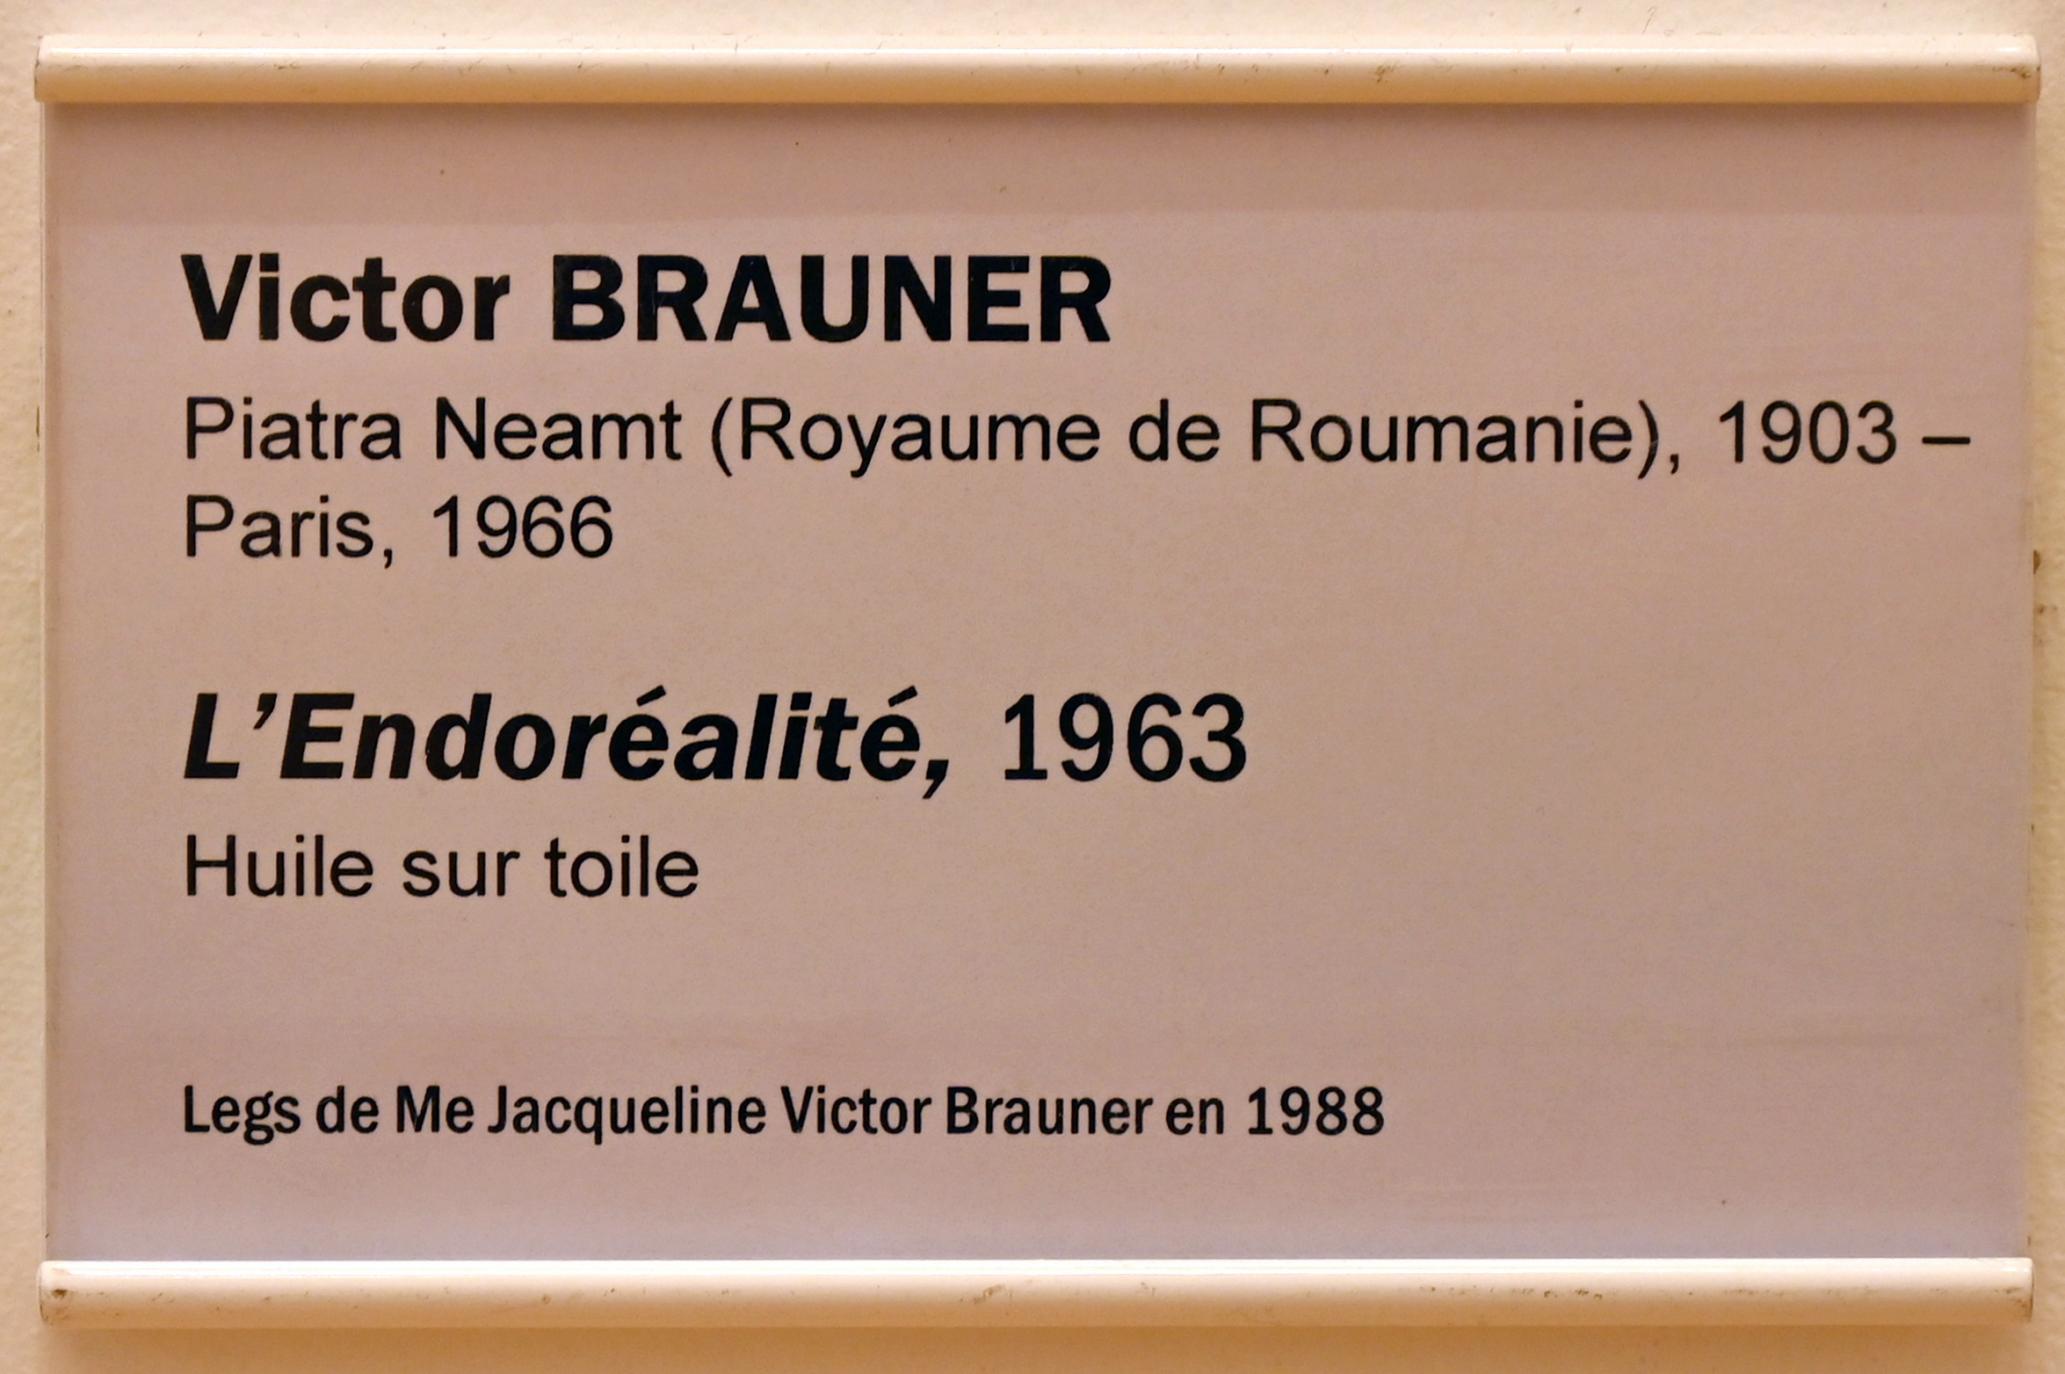 Victor BRAUNER
Piatra Neamt (Royaume de Roumanie), 1903 –
Paris, 1966
L’Endoréalité, 1963
Huile sur toile
Legs de Me Jacqueline Victor Brauner en 1988